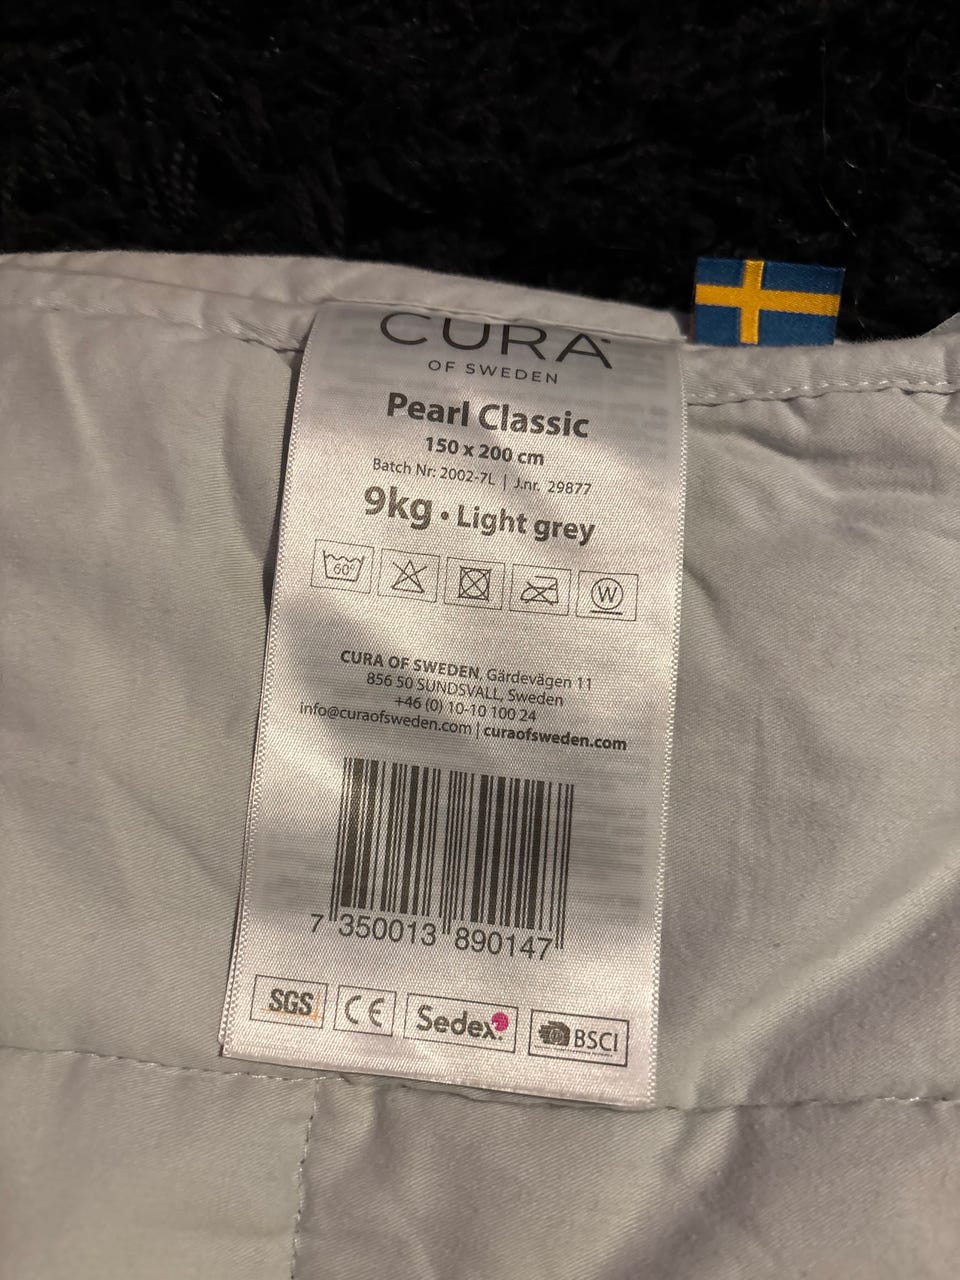 CURA
OF SWEDEN
Pearl Classic
150 x 200 cm
Batch Nr: 2002-7L | J.nr. 29877
9kg • Light grey
60°
W
CURA OF SWEDEN, Gärdevägen 11
856 50 SUNDSVALL, Sweden
+46 (0) 10-10 100 24
info@curaofsweden.com | curaofsweden.com
7 350013 890147
SGS CE Sedex BSCI